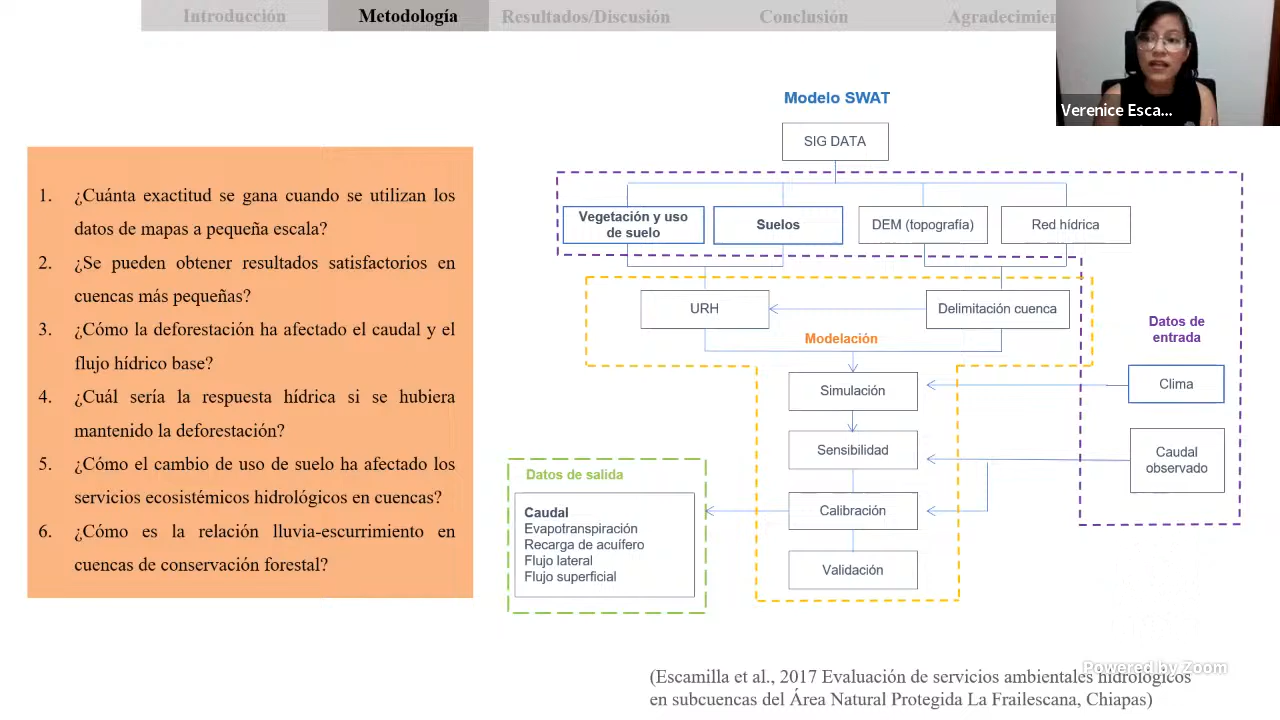 Introducción
Metodología
Resultados/Discusión
Conclusión
Agradecimien
Verenice Esca...
1. ¿Cuánta exactitud se gana cuando se utilizan los
datos de mapas a pequeña escala?
2. ¿Se pueden obtener resultados satisfactorios en
cuencas más pequeñas?
3. ¿Cómo la deforestación ha afectado el caudal y el
flujo hídrico base?
4. ¿Cuál sería la respuesta hídrica si se hubiera
mantenido la deforestación?
5. ¿Cómo el cambio de uso de suelo ha afectado los
servicios ecosistémicos hidrológicos en cuencas?
6. ¿Cómo es la relación lluvia-escurrimiento en
cuencas de conservación forestal?
Modelo SWAT
SIG DATA
Vegetación y uso
de suelo
Suelos
DEM (topografía)
Red hídrica
URH
Delimitación cuenca
Modelación
Datos de
entrada
Simulación
Clima
Sensibilidad
Caudal
observado
Calibración
Validación
Datos de salida
Caudal
Evapotranspiración
Recarga de acuífero
Flujo lateral
Flujo superficial
(Escamilla et al., 2017 Evaluación de servicios ambientales hidrológicos
en subcuencas del Área Natural Protegida La Frailescana, Chiapas)
Powered by Zoom